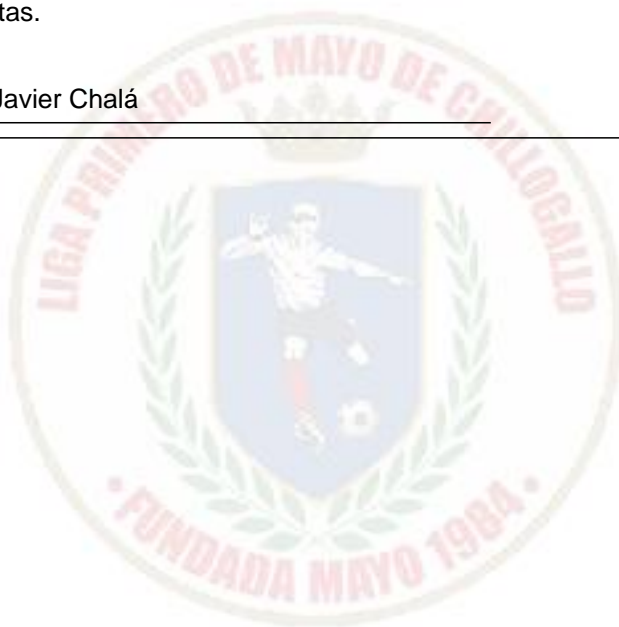 tas.
Javier Chalá
LIGA PRIMERO DE MAYO DE CHILLOGALLO
• FUNDADA MAYO 1984 •